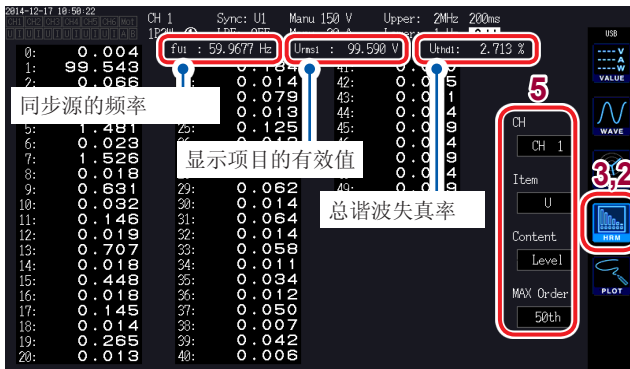 2014-12-17 10:50:22
CH 1 Sync: U1 Manu 150 V Upper: 2MHz 200ms
USB
fU1 : 59.9677 Hz Urms1 : 99.590 V Uthd1: 2.713 %
0: 0.004
1: 99.543
VALUE
同步源的频率
显示项目的有效值
总谐波失真率
5: 1.481
6: 0.023
7: 1.526
8: 0.018
9: 0.631
10: 0.032
11: 0.146
12: 0.019
13: 0.707
14: 0.018
15: 0.448
16: 0.018
17: 0.145
18: 0.014
19: 0.265
20: 0.013
0.014
0.079
0.013
25: 0.125
29: 0.062
30: 0.014
31: 0.064
32: 0.014
33: 0.058
34: 0.011
35: 0.034
36: 0.012
37: 0.050
38: 0.007
39: 0.042
40: 0.006
41:
42:
43:
44:
45:
5
CH
CH 1
Item
U
Content
Level
MAX Order
50th
WAVE
3,2
HRM
PLOT